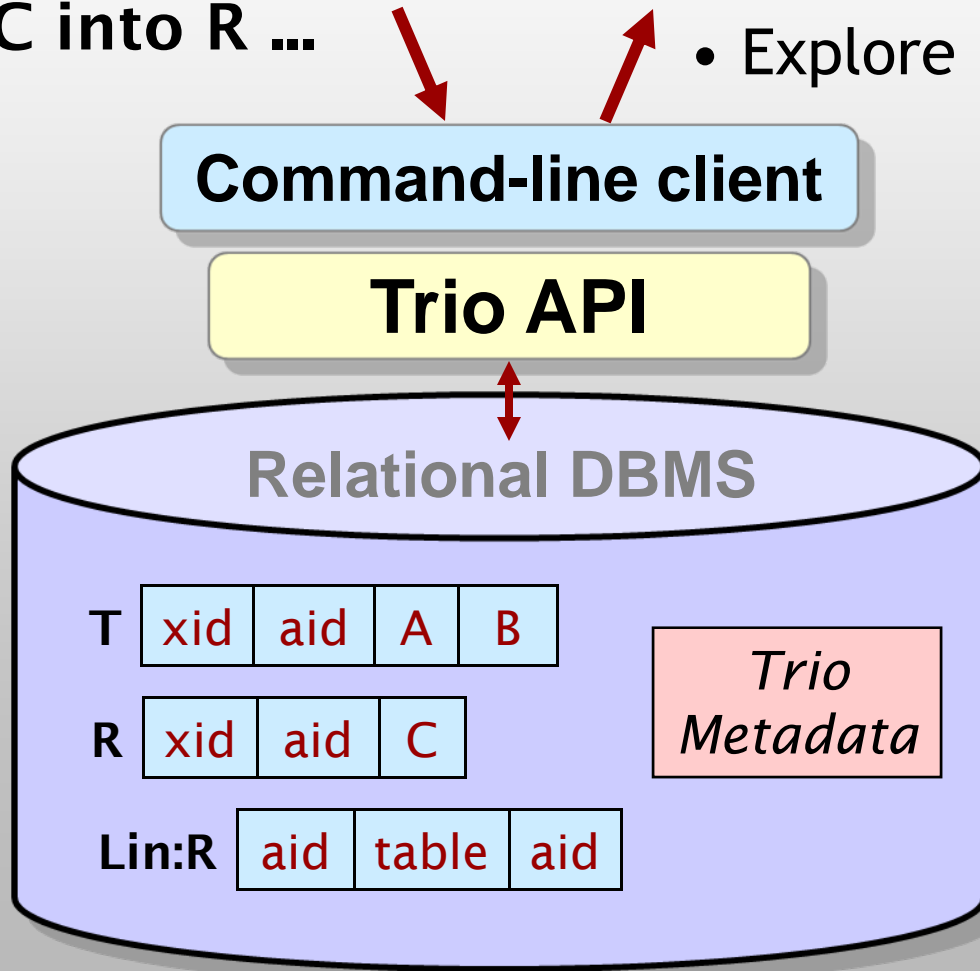 C into R ...
• Explore
Command-line client
Trio API
Relational DBMS
T xid aid A B
R xid aid C
Lin:R aid table aid
Trio
Metadata